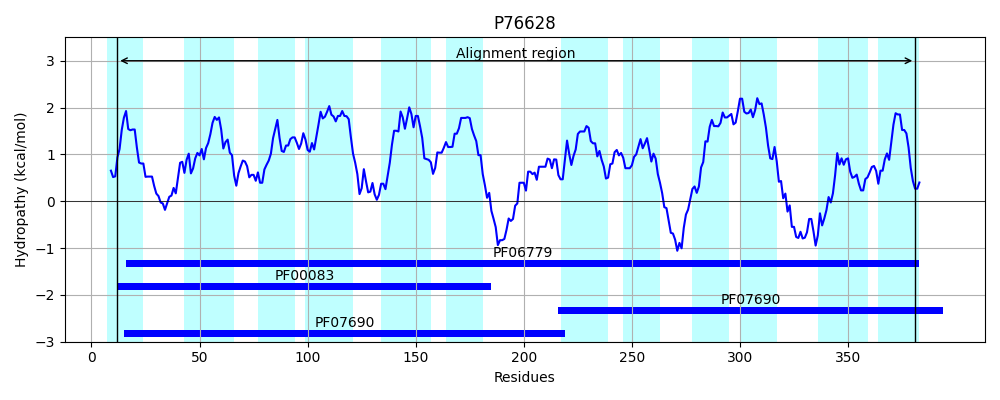 P76628
Alignment region
3
2
1
0
−1
−2
−3
Hydropathy (kcal/mol)
PF06779
PF00083
PF07690
PF07690
0 50 100 150 200 250 300 350
Residues